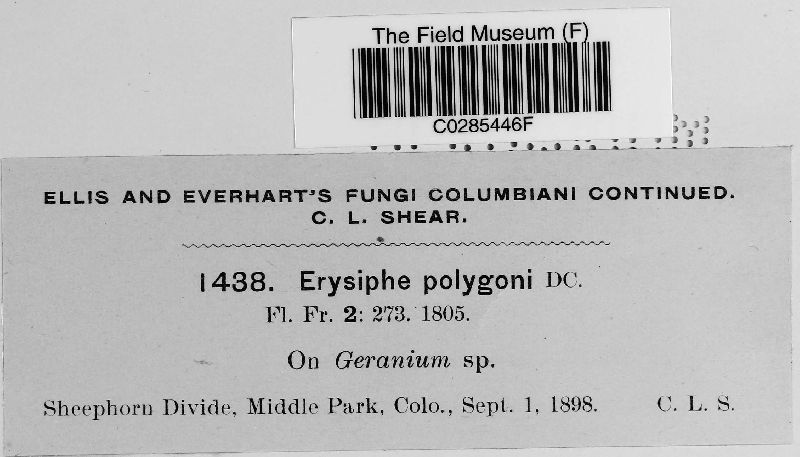 The Field Museum (F)
C0285446F
ELLIS AND EVERHART'S FUNGI COLUMBIANI CONTINUED.
C. L. SHEAR.
1438. Erysiphe polygoni DC.
Fl. Fr. 2: 273. 1805.
On Geranium sp.
Sheephorn Divide, Middle Park, Colo., Sept. 1, 1898. C. L. S.